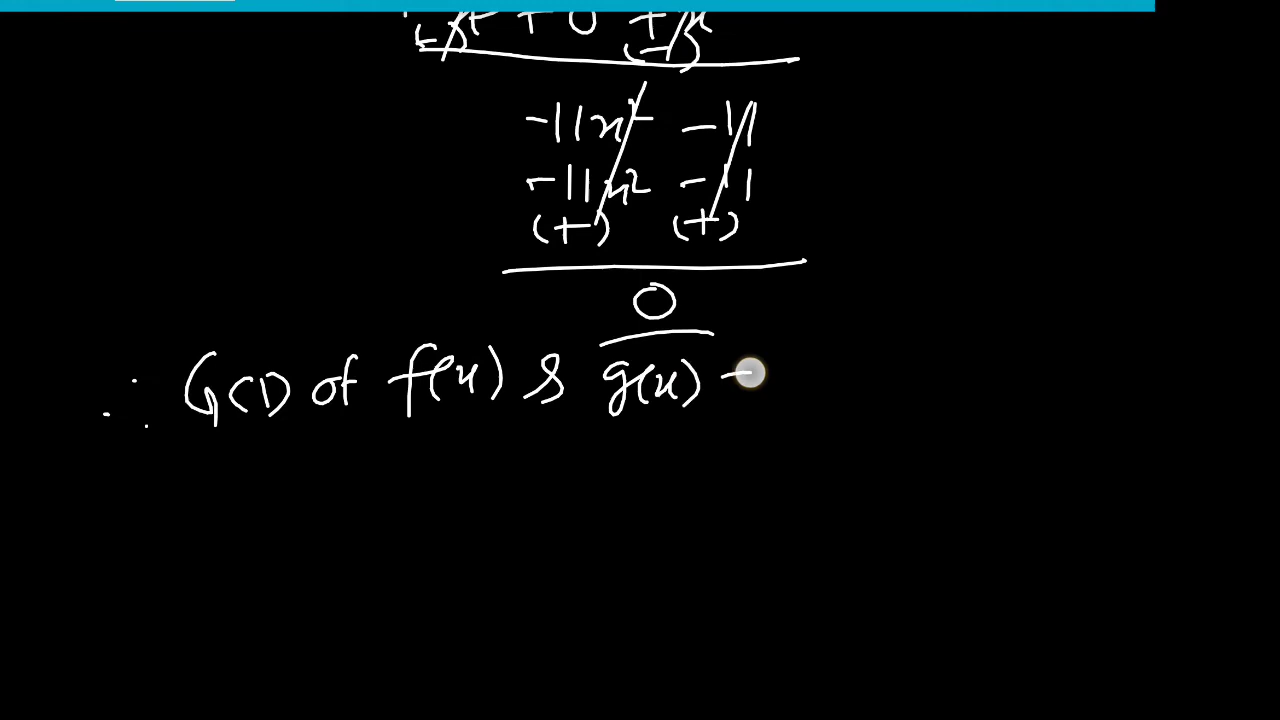 -11x² -11
-11x² -11
(+) (+)
0
∴ GCD of f(x) & g(x) -